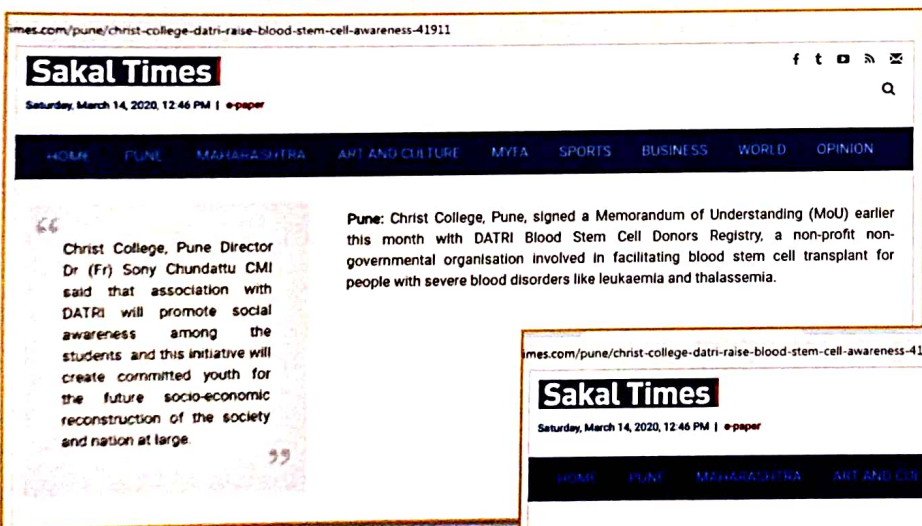 imes.com/pune/christ-college-datri-raise-blood-stem-cell-awareness-41911
Sakal Times
Saturday, March 14, 2020, 12:46 PM | e-paper
HOME PUNE MAHARASHTRA ART AND CULTURE MYFA SPORTS BUSINESS WORLD OPINION
“
Christ College, Pune Director
Dr (Fr) Sony Chundattu CMI
said that association with
DATRI will promote social
awareness among the
students and this initiative will
create committed youth for
the future socio-economic
reconstruction of the society
and nation at large.
”
Pune: Christ College, Pune, signed a Memorandum of Understanding (MoU) earlier
this month with DATRI Blood Stem Cell Donors Registry, a non-profit non-
governmental organisation involved in facilitating blood stem cell transplant for
people with severe blood disorders like leukaemia and thalassemia.
imes.com/pune/christ-college-datri-raise-blood-stem-cell-awareness-41
Sakal Times
Saturday, March 14, 2020, 12:46 PM | e-paper
HOME PUNE MAHARASHTRA ART AND CUL